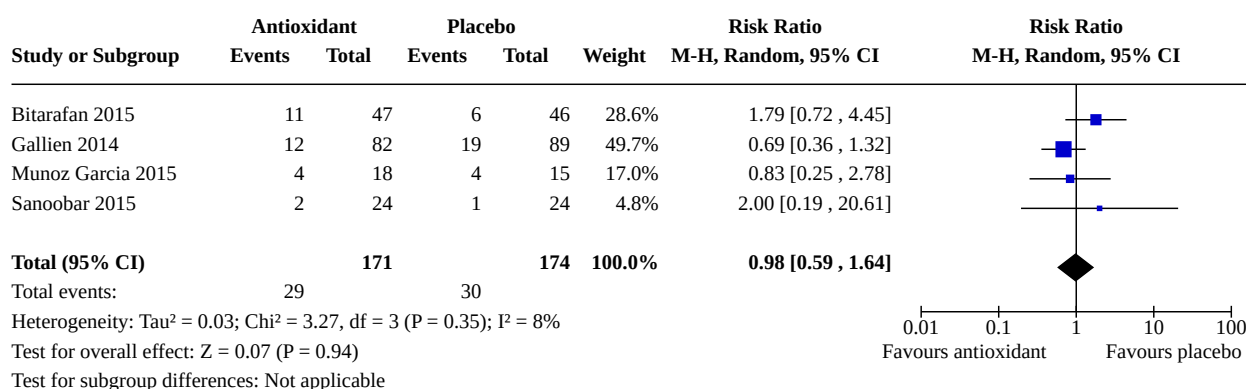 Antioxidant Placebo Risk Ratio Risk Ratio
Study or Subgroup Events Total Events Total Weight M-H, Random, 95% CI M-H, Random, 95% CI
Bitarafan 2015 11 47 6 46 28.6% 1.79 [0.72 , 4.45]
Gallien 2014 12 82 19 89 49.7% 0.69 [0.36 , 1.32]
Munoz Garcia 2015 4 18 4 15 17.0% 0.83 [0.25 , 2.78]
Sanoobar 2015 2 24 1 24 4.8% 2.00 [0.19 , 20.61]
Total (95% CI) 171 174 100.0% 0.98 [0.59 , 1.64]
Total events: 29 30
Heterogeneity: Tau² = 0.03; Chi² = 3.27, df = 3 (P = 0.35); I² = 8%
Test for overall effect: Z = 0.07 (P = 0.94)
Test for subgroup differences: Not applicable
0.01 0.1 1 10 100
Favours antioxidant Favours placebo